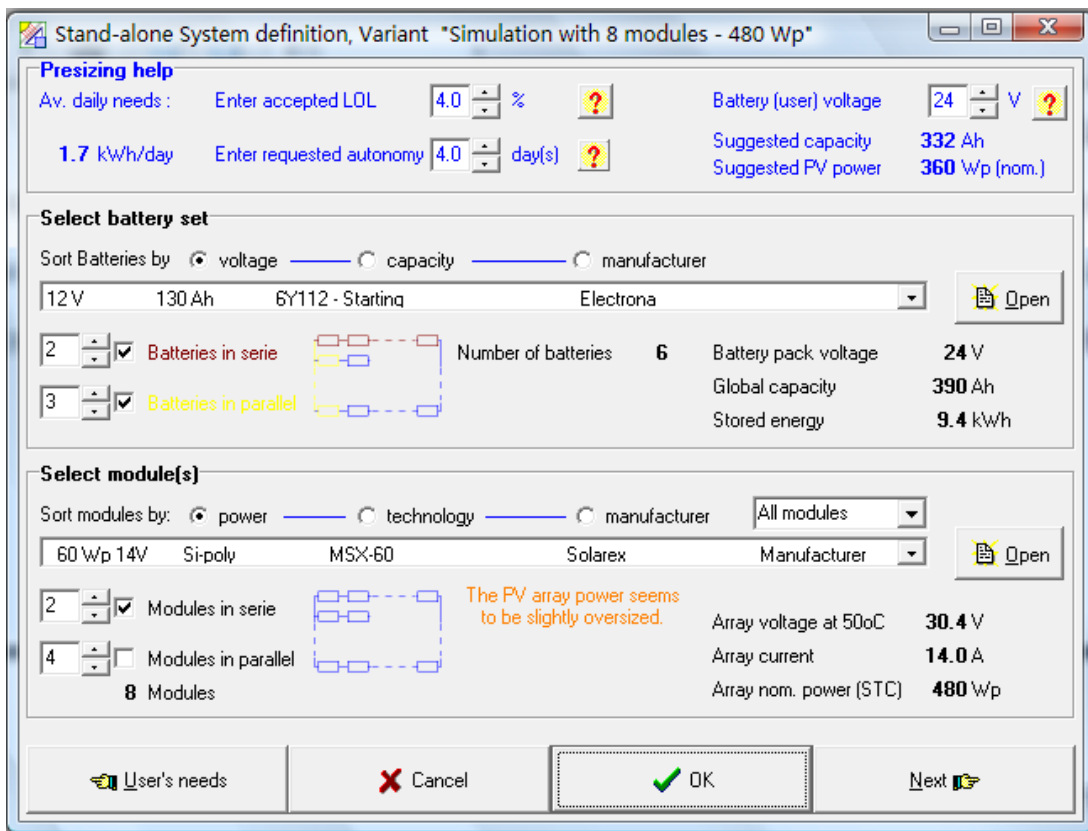 Stand-alone System definition, Variant "Simulation with 8 modules - 480 Wp"
Presizing help
Av. daily needs : Enter accepted LOL 4.0 % ? Battery (user) voltage 24 V ?
1.7 kWh/day Enter requested autonomy 4.0 day(s) ? Suggested capacity 332 Ah
Suggested PV power 360 Wp (nom.)
Select battery set
Sort Batteries by voltage capacity manufacturer
12 V 130 Ah 6Y112 - Starting Electrona Open
2 Batteries in serie Number of batteries 6 Battery pack voltage 24 V
Global capacity 390 Ah
3 Batteries in parallel
Stored energy 9.4 kWh
Select module(s)
Sort modules by: power technology manufacturer All modules
60 Wp 14V Si-poly MSX-60 Solarex Manufacturer Open
2 Modules in serie The PV array power seems
to be slightly oversized. Array voltage at 50oC 30.4 V
4 Modules in parallel Array current 14.0 A
8 Modules Array nom. power (STC) 480 Wp
User's needs Cancel OK Next